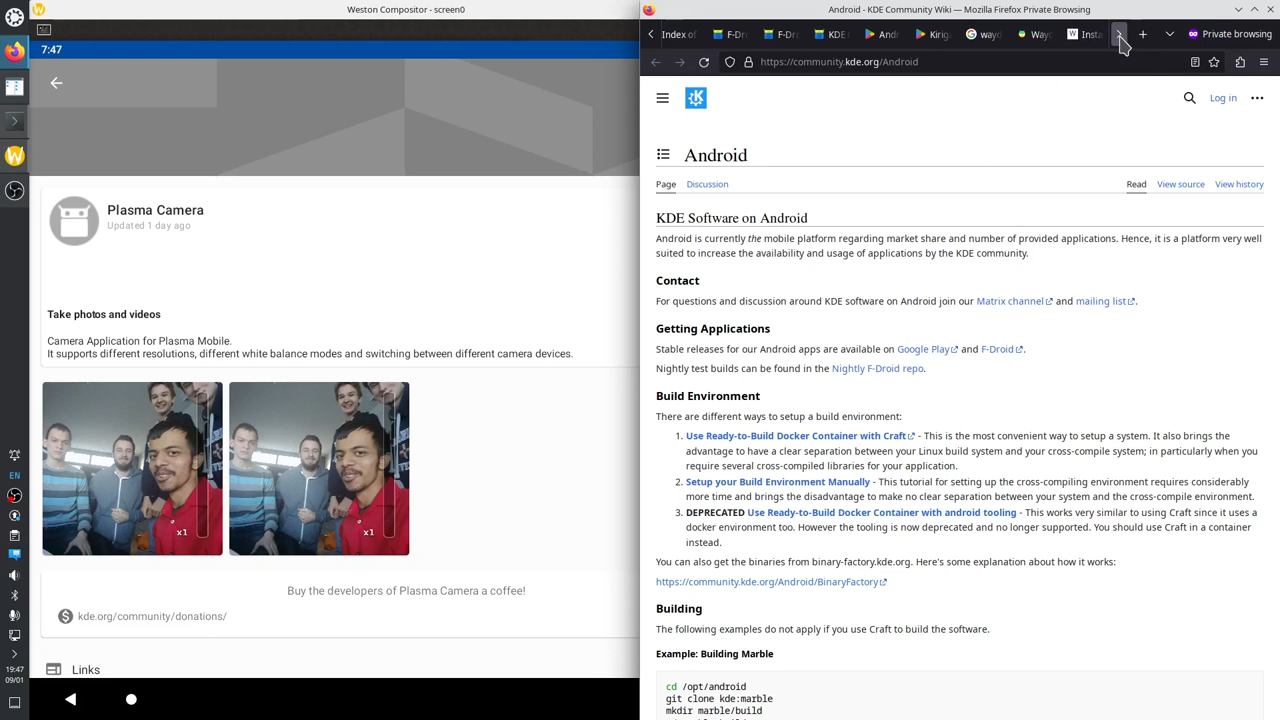 Weston Compositor - screen0
7:47
Plasma Camera
Updated 1 day ago
Take photos and videos
Camera Application for Plasma Mobile.
It supports different resolutions, different white balance modes and switching between different camera devices.
x1
x1
Buy the developers of Plasma Camera a coffee!
kde.org/community/donations/
Links
EN
19:47
09/01
Android - KDE Community Wiki — Mozilla Firefox Private Browsing
Index of
F-Dro
F-Dro
KDE
Andr
Kirig
wayd
Wayd
Insta
Private browsing
https://community.kde.org/Android
Log in
Android
Page
Discussion
Read
View source
View history
KDE Software on Android
Android is currently the mobile platform regarding market share and number of provided applications. Hence, it is a platform very well
suited to increase the availability and usage of applications by the KDE community.
Contact
For questions and discussion around KDE software on Android join our Matrix channel and mailing list.
Getting Applications
Stable releases for our Android apps are available on Google Play and F-Droid.
Nightly test builds can be found in the Nightly F-Droid repo.
Build Environment
There are different ways to setup a build environment:
1. Use Ready-to-Build Docker Container with Craft - This is the most convenient way to setup a system. It also brings the
advantage to have a clear separation between your Linux build system and your cross-compile system; in particularly when you
require several cross-compiled libraries for your application.
2. Setup your Build Environment Manually - This tutorial for setting up the cross-compiling environment requires considerably
more time and brings the disadvantage to make no clear separation between your system and the cross-compile environment.
3. DEPRECATED Use Ready-to-Build Docker Container with android tooling - This works very similar to using Craft since it uses a
docker environment too. However the tooling is now deprecated and no longer supported. You should use Craft in a container
instead.
You can also get the binaries from binary-factory.kde.org. Here's some explanation about how it works:
https://community.kde.org/Android/BinaryFactory
Building
The following examples do not apply if you use Craft to build the software.
Example: Building Marble
cd /opt/android
git clone kde:marble
mkdir marble/build